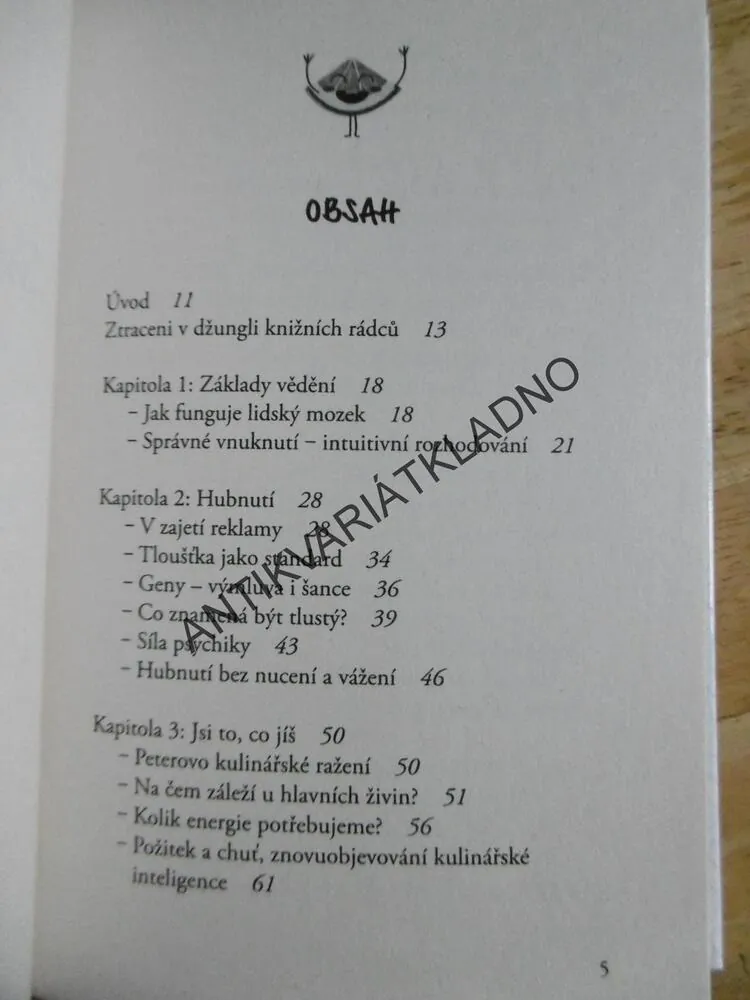 OBSAH
Úvod 11
Ztraceni v džungli knižních rádců 13
Kapitola 1: Základy vědění 18
– Jak funguje lidský mozek 18
– Správné vnuknutí – intuitivní rozhodování 21
Kapitola 2: Hubnutí 28
– V zajetí reklamy 28
– Tloušťka jako standard 34
– Geny – výmluva i šance 36
– Co znamená být tlustý? 39
– Síla psychiky 43
– Hubnutí bez nucení a vážení 46
Kapitola 3: Jsi to, co jíš 50
– Peterovo kulinářské ražení 50
– Na čem záleží u hlavních živin? 51
– Kolik energie potřebujeme? 56
– Požitek a chuť, znovuobjevování kulinářské
inteligence 61
5
ANTIKVARIÁTKLADNO